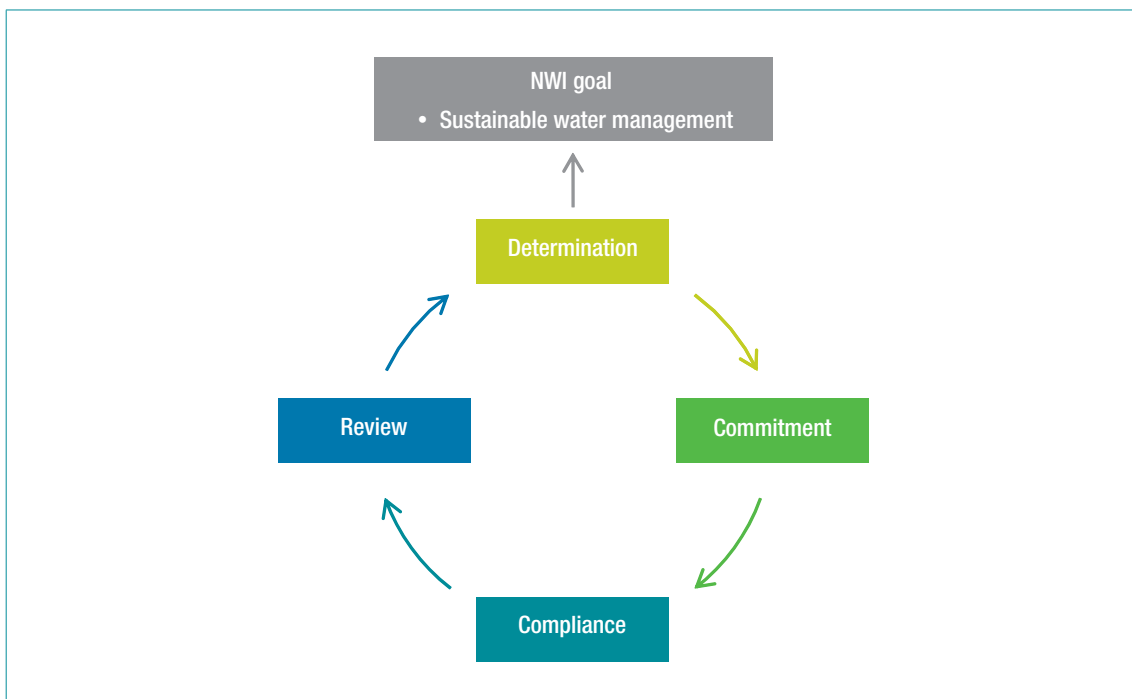 NWI goal
• Sustainable water management
Determination
Review
Commitment
Compliance